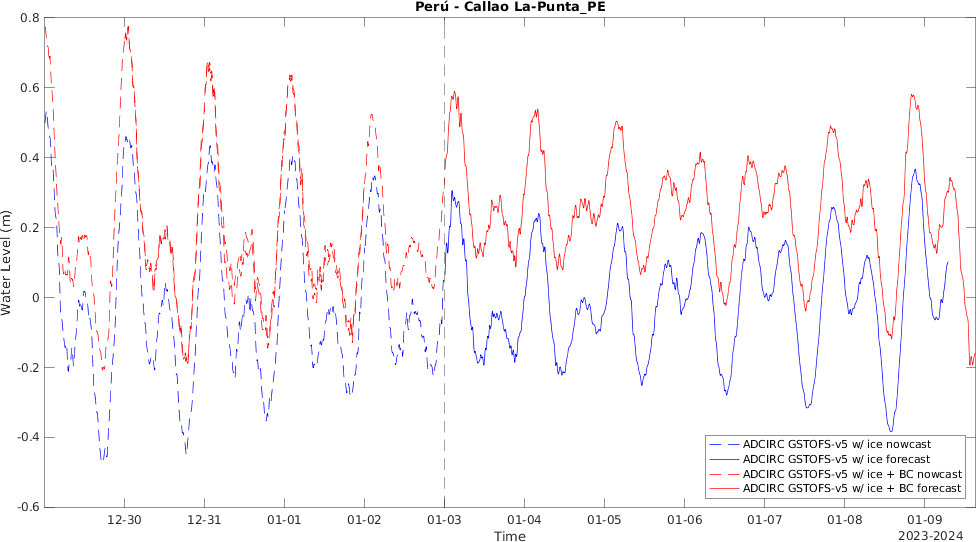 Perú - Callao La-Punta_PE
0.8
0.6
0.4
0.2
0
-0.2
-0.4
-0.6
Water Level (m)
ADCIRC GSTOFS-v5 w/ ice nowcast
ADCIRC GSTOFS-v5 w/ ice forecast
ADCIRC GSTOFS-v5 w/ ice + BC nowcast
ADCIRC GSTOFS-v5 w/ ice + BC forecast
12-30 12-31 01-01 01-02 01-03 01-04 01-05 01-06 01-07 01-08 01-09
Time
2023-2024